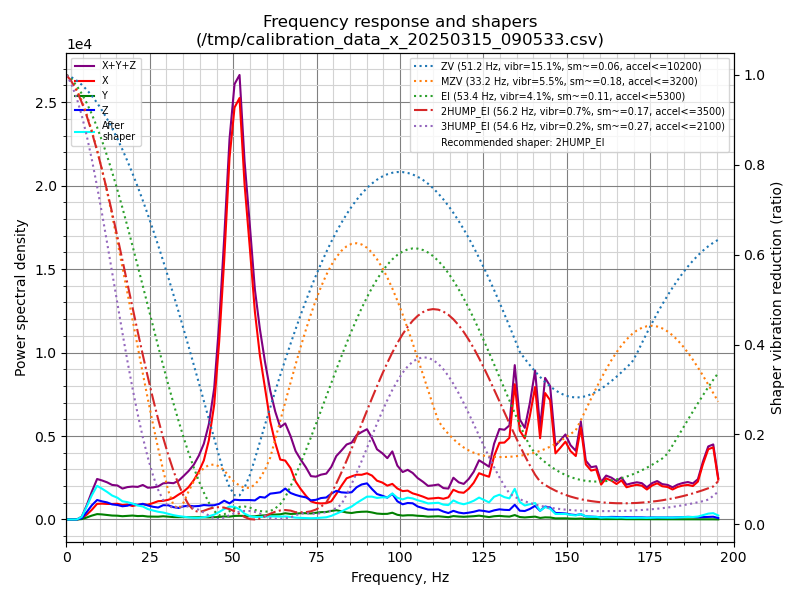 Frequency response and shapers
(/tmp/calibration_data_x_20250315_090533.csv)
1e4
X+Y+Z
X
Y
Z
After
shaper
ZV (51.2 Hz, vibr=15.1%, sm~=0.06, accel<=10200)
MZV (33.2 Hz, vibr=5.5%, sm~=0.18, accel<=3200)
EI (53.4 Hz, vibr=4.1%, sm~=0.11, accel<=5300)
2HUMP_EI (56.2 Hz, vibr=0.7%, sm~=0.17, accel<=3500)
3HUMP_EI (54.6 Hz, vibr=0.2%, sm~=0.27, accel<=2100)
Recommended shaper: 2HUMP_EI
Power spectral density
2.5
2.0
1.5
1.0
0.5
0.0
1.0
0.8
0.6
0.4
0.2
0.0
Shaper vibration reduction (ratio)
0 25 50 75 100 125 150 175 200
Frequency, Hz